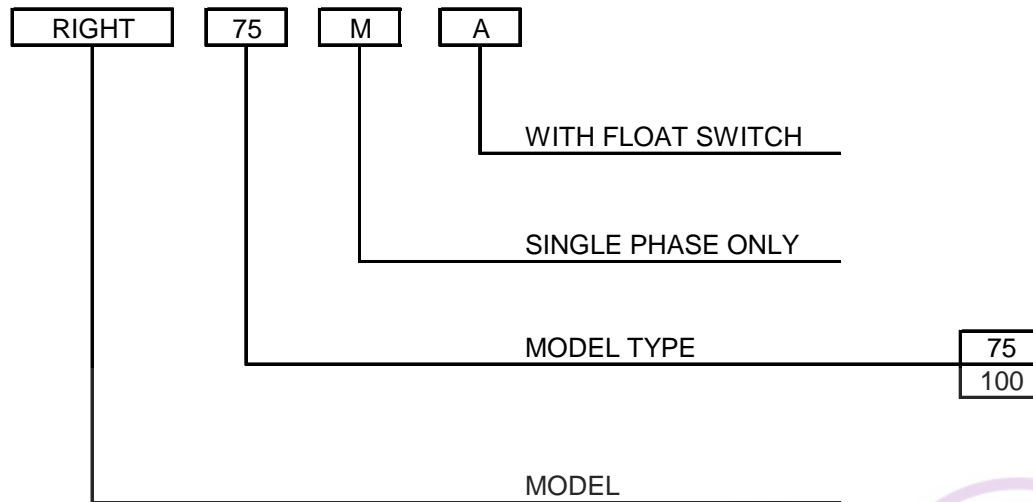 RIGHT 75 M A
WITH FLOAT SWITCH
SINGLE PHASE ONLY
MODEL TYPE 75
100
MODEL